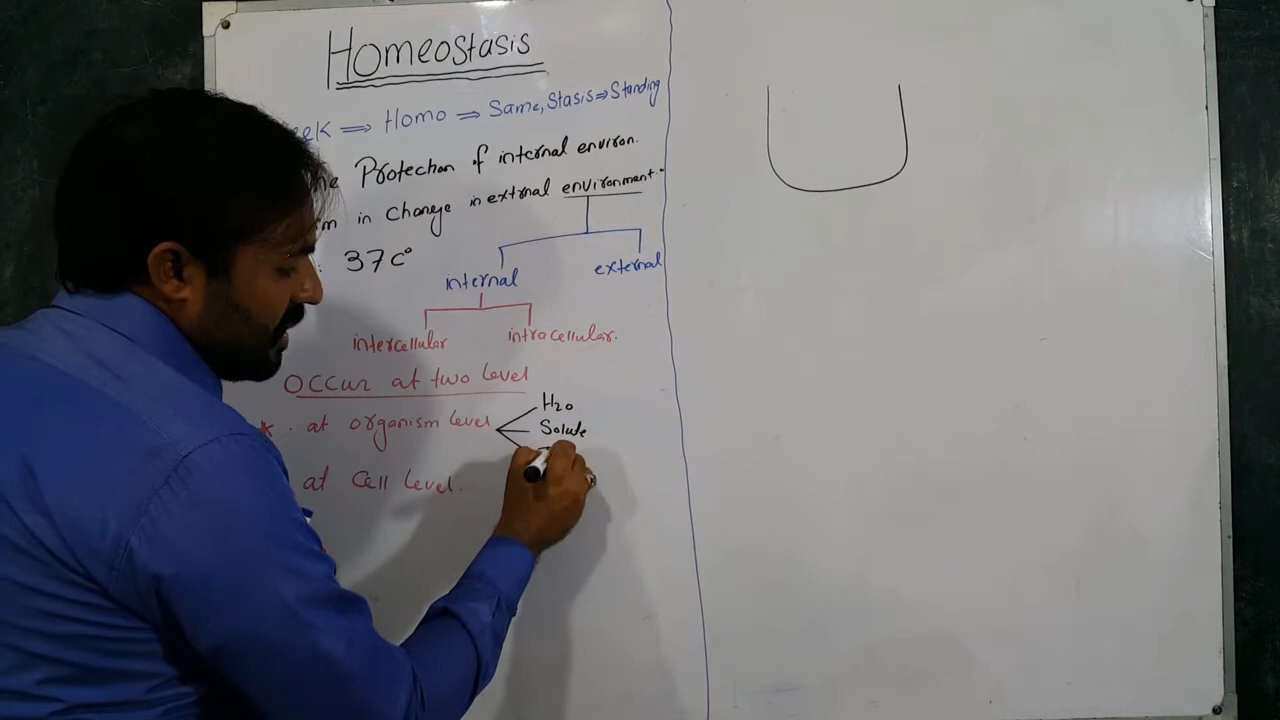 Homeostasis
eek ⇒ Homo ⇒ Same, Stasis ⇒ Standing
Protection of internal environ.
in Change in extrnal environment.
37c°
internal external
intercellular intracellular.
Occur at two level
* . at organism level H₂O
Solute
at Cell Level.